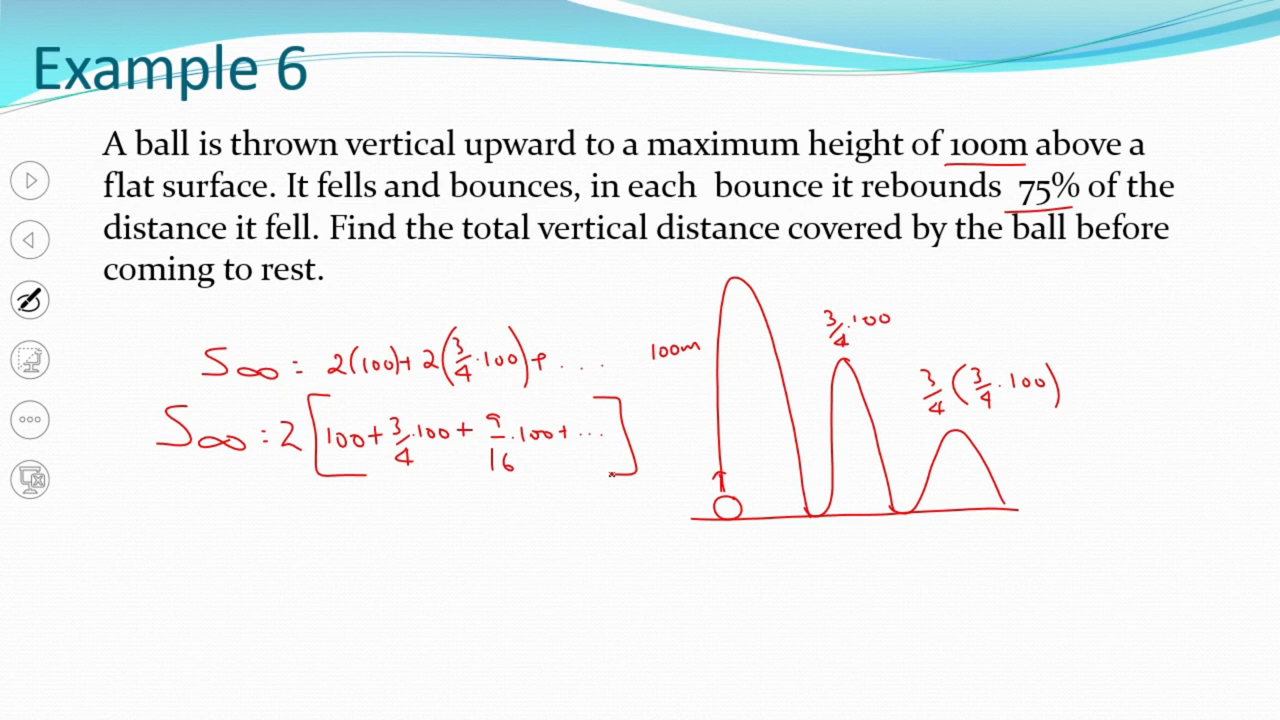 Example 6
A ball is thrown vertical upward to a maximum height of 100m above a
flat surface. It fells and bounces, in each bounce it rebounds 75% of the
distance it fell. Find the total vertical distance covered by the ball before
coming to rest.
S∞ = 2(100)+ 2(3/4·100)+ ....
S∞ = 2[100+3/4·100+ 9/16·100+ ...]
100m
3/4·100
3/4(3/4·100)